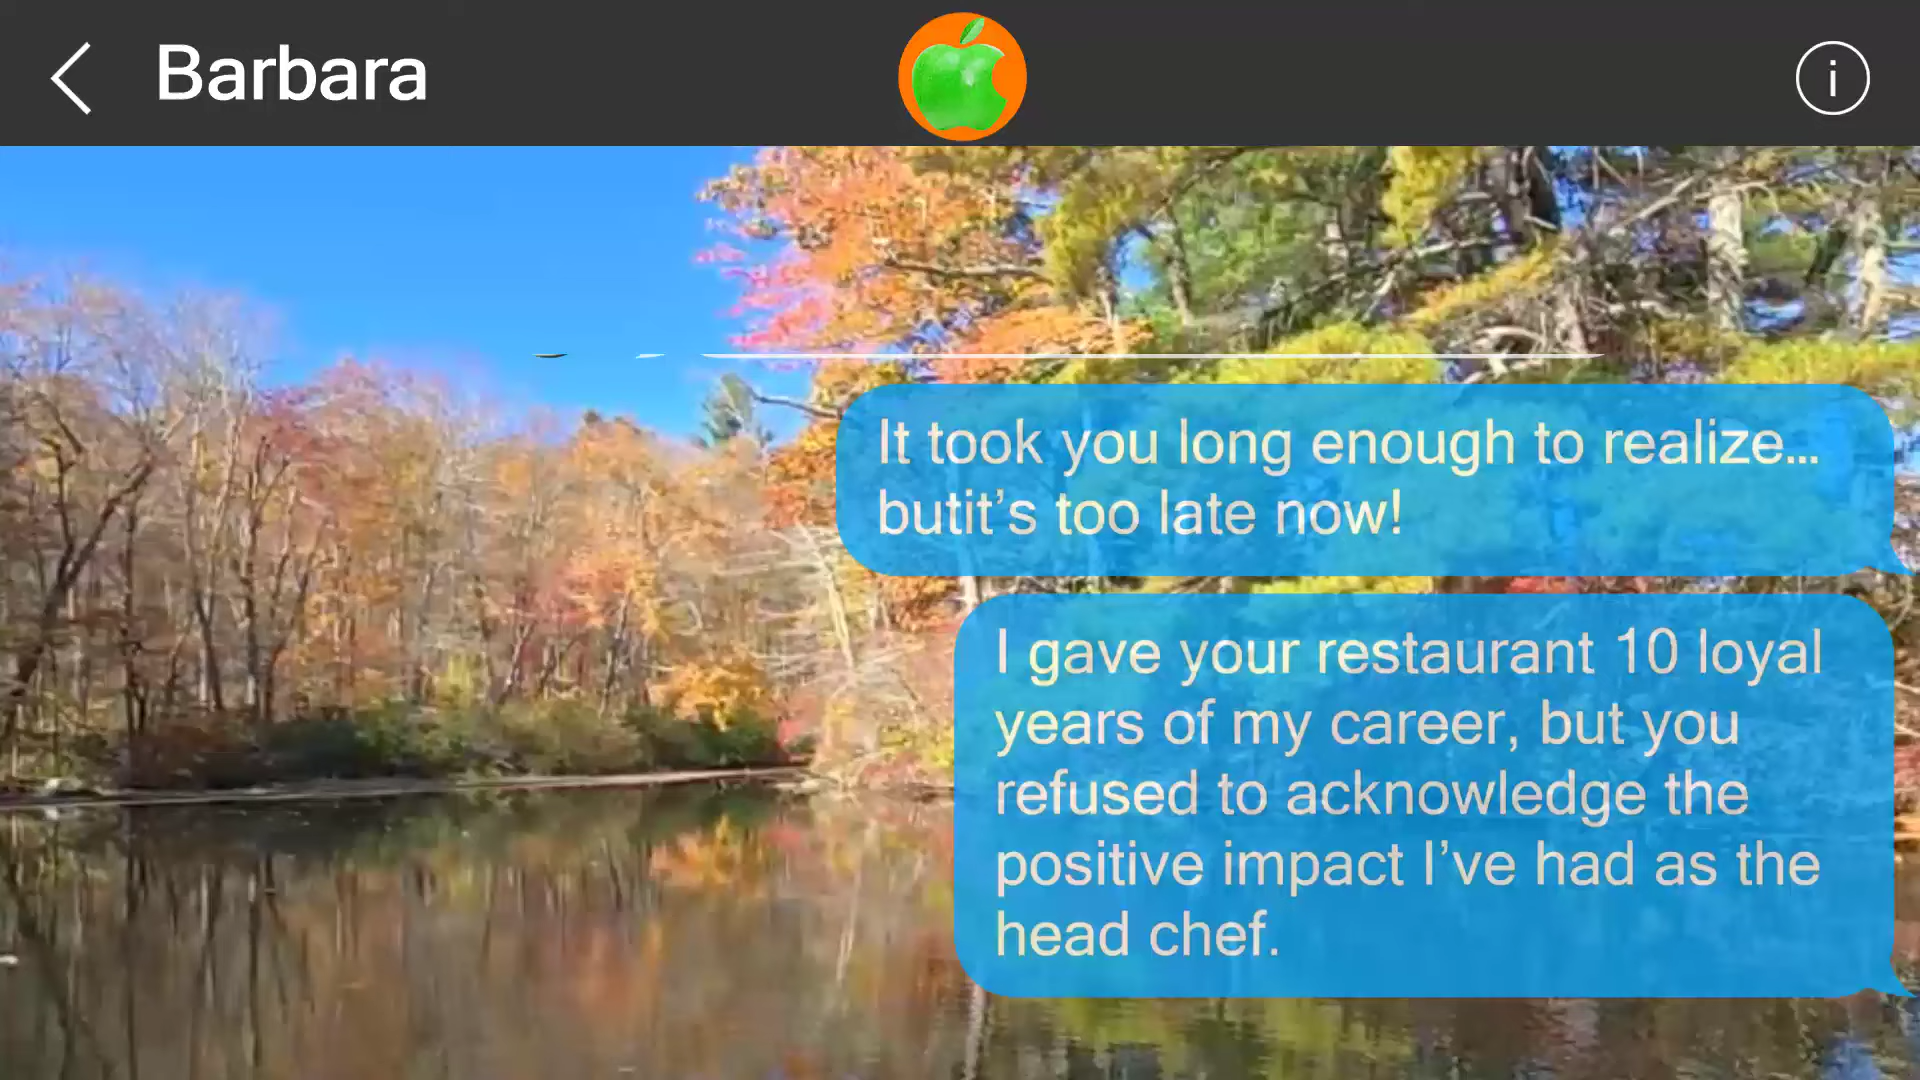 Barbara
i
It took you long enough to realize...
butit’s too late now!
I gave your restaurant 10 loyal
years of my career, but you
refused to acknowledge the
positive impact I’ve had as the
head chef.